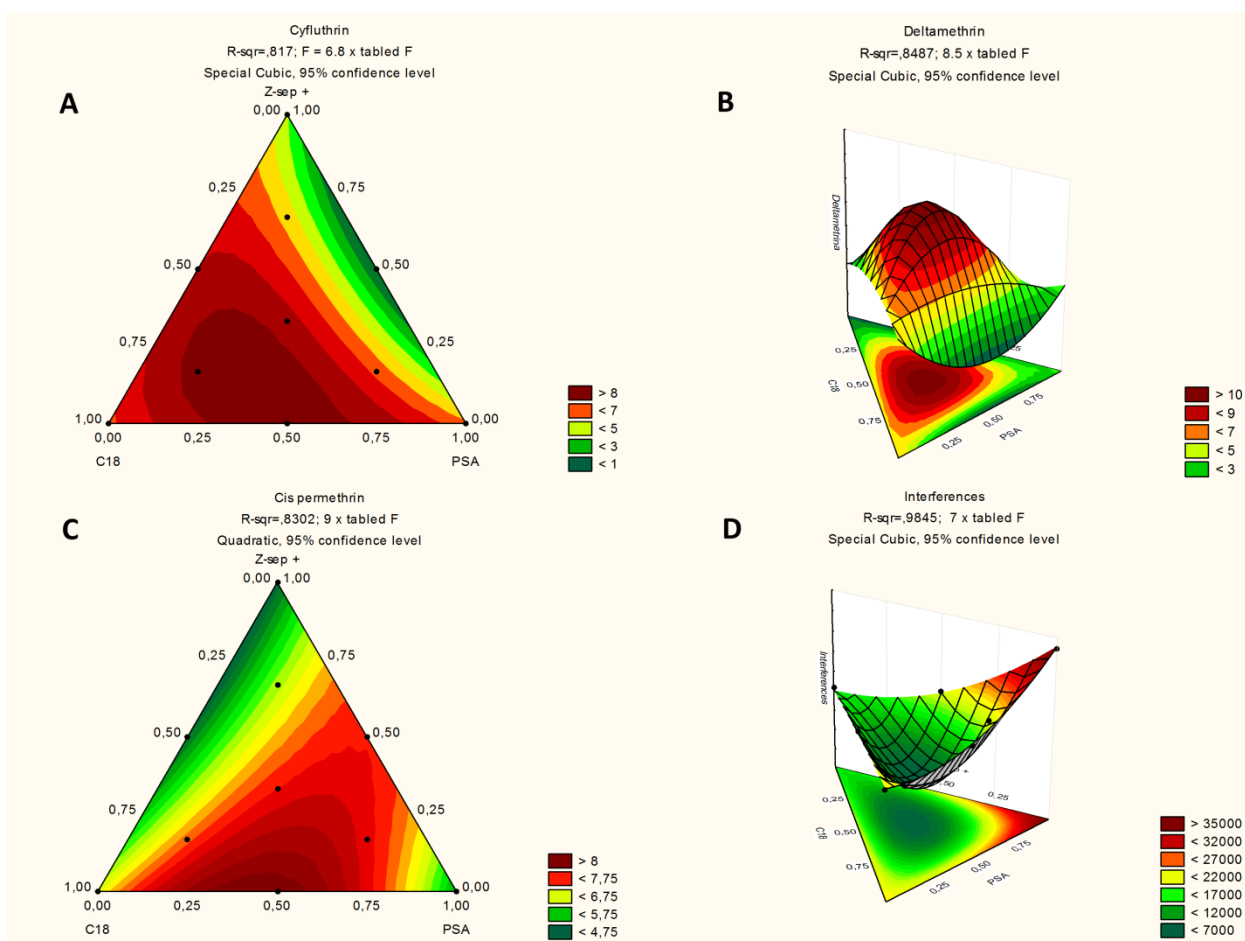 Cyfluthrin
R-sqr=,817; F = 6.8 x tabled F
Special Cubic, 95% confidence level
A
Z-sep +
0,00 1,00
0,25 0,75
0,50 0,50
0,75 0,25
1,00 0,00
0,00 0,25 0,50 0,75 1,00
C18 PSA
> 8
< 7
< 5
< 3
< 1
Deltamethrin
R-sqr=,8487; 8.5 x tabled F
Special Cubic, 95% confidence level
B
Deltametrina
0,25
0,50
0,75
C18
0,25
0,50
0,75
PSA
> 10
< 9
< 7
< 5
< 3
Cis permethrin
R-sqr=,8302; 9 x tabled F
Quadratic, 95% confidence level
C
Z-sep +
0,00 1,00
0,25 0,75
0,50 0,50
0,75 0,25
1,00 0,00
0,00 0,25 0,50 0,75 1,00
C18 PSA
> 8
< 7,75
< 6,75
< 5,75
< 4,75
Interferences
R-sqr=,9845; 7 x tabled F
Special Cubic, 95% confidence level
D
Interferences
0,25
0,50
0,75
C18
0,25
0,25
0,50
0,75
PSA
> 35000
< 32000
< 27000
< 22000
< 17000
< 12000
< 7000